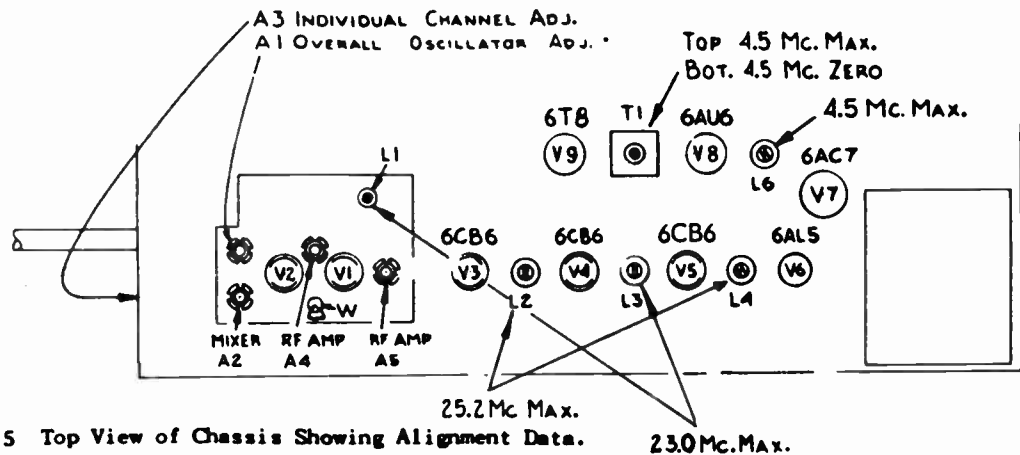 A3 INDIVIDUAL CHANNEL ADJ.
A1 OVERALL OSCILLATOR ADJ.
TOP 4.5 MC. MAX.
BOT. 4.5 MC. ZERO
4.5 MC. MAX.
6T8
T1
6AU6
V9
V8
L6
6AC7
V7
L1
6CB6
6CB6
6CB6
6AL5
V2
V1
V3
L2
V4
L3
V5
L4
V6
W
MIXER
A2
RF AMP
A4
RF AMP
A5
25.2 MC MAX.
23.0 MC. MAX.
5 Top View of Chassis Showing Alignment Data.